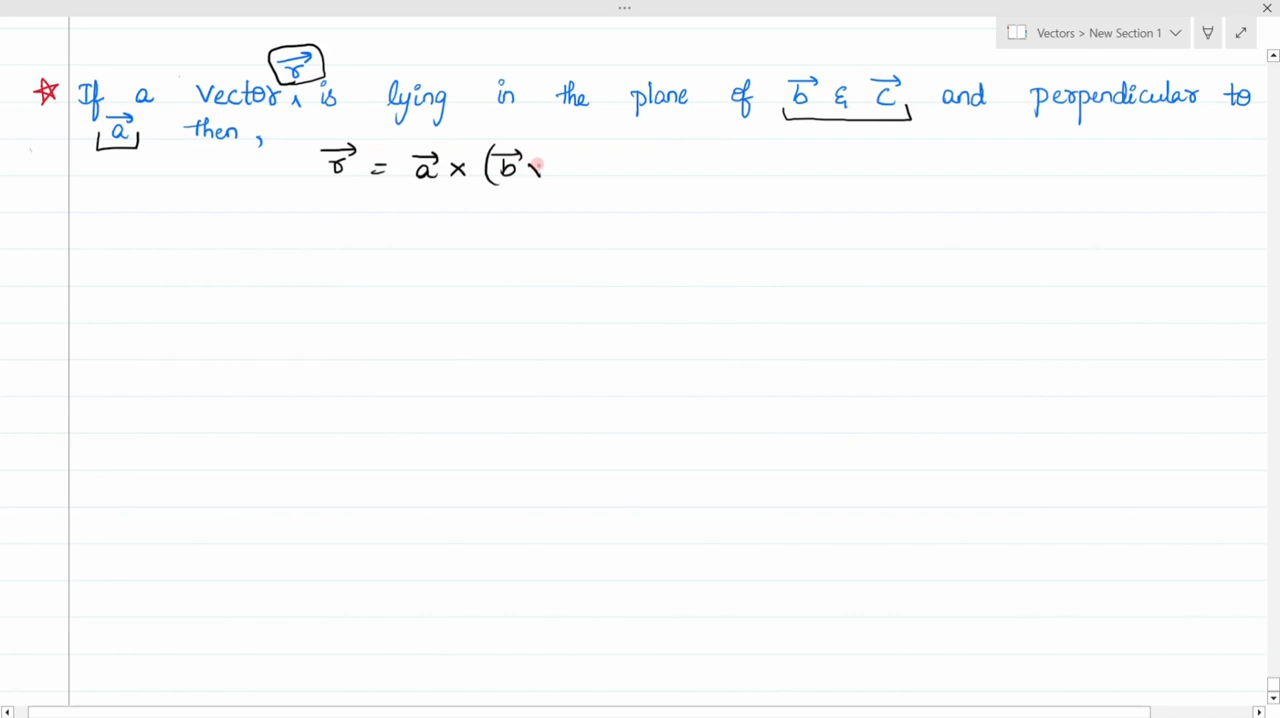 ...
Vectors > New Section 1
☆ If a vector, r⃗ is lying in the plane of b⃗ & c⃗ and perpendicular to
a⃗ then,
r⃗ = a⃗ × (b⃗